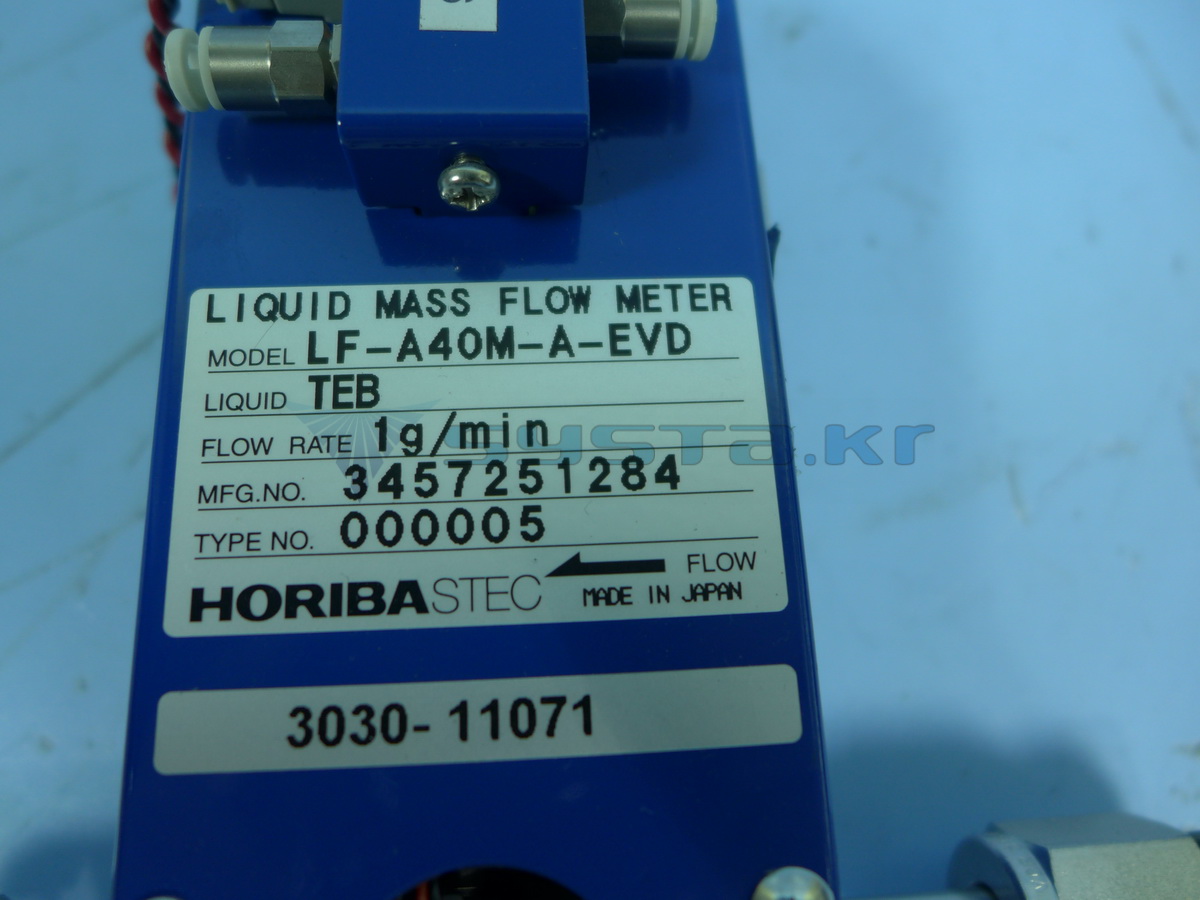 LIQUID MASS FLOW METER
MODEL LF-A40M-A-EVD
LIQUID TEB
FLOW RATE 1g/min
MFG.NO. 3457251284
TYPE NO. 000005
FLOW
HORIBASTEC MADE IN JAPAN
3030-11071
systa.kr